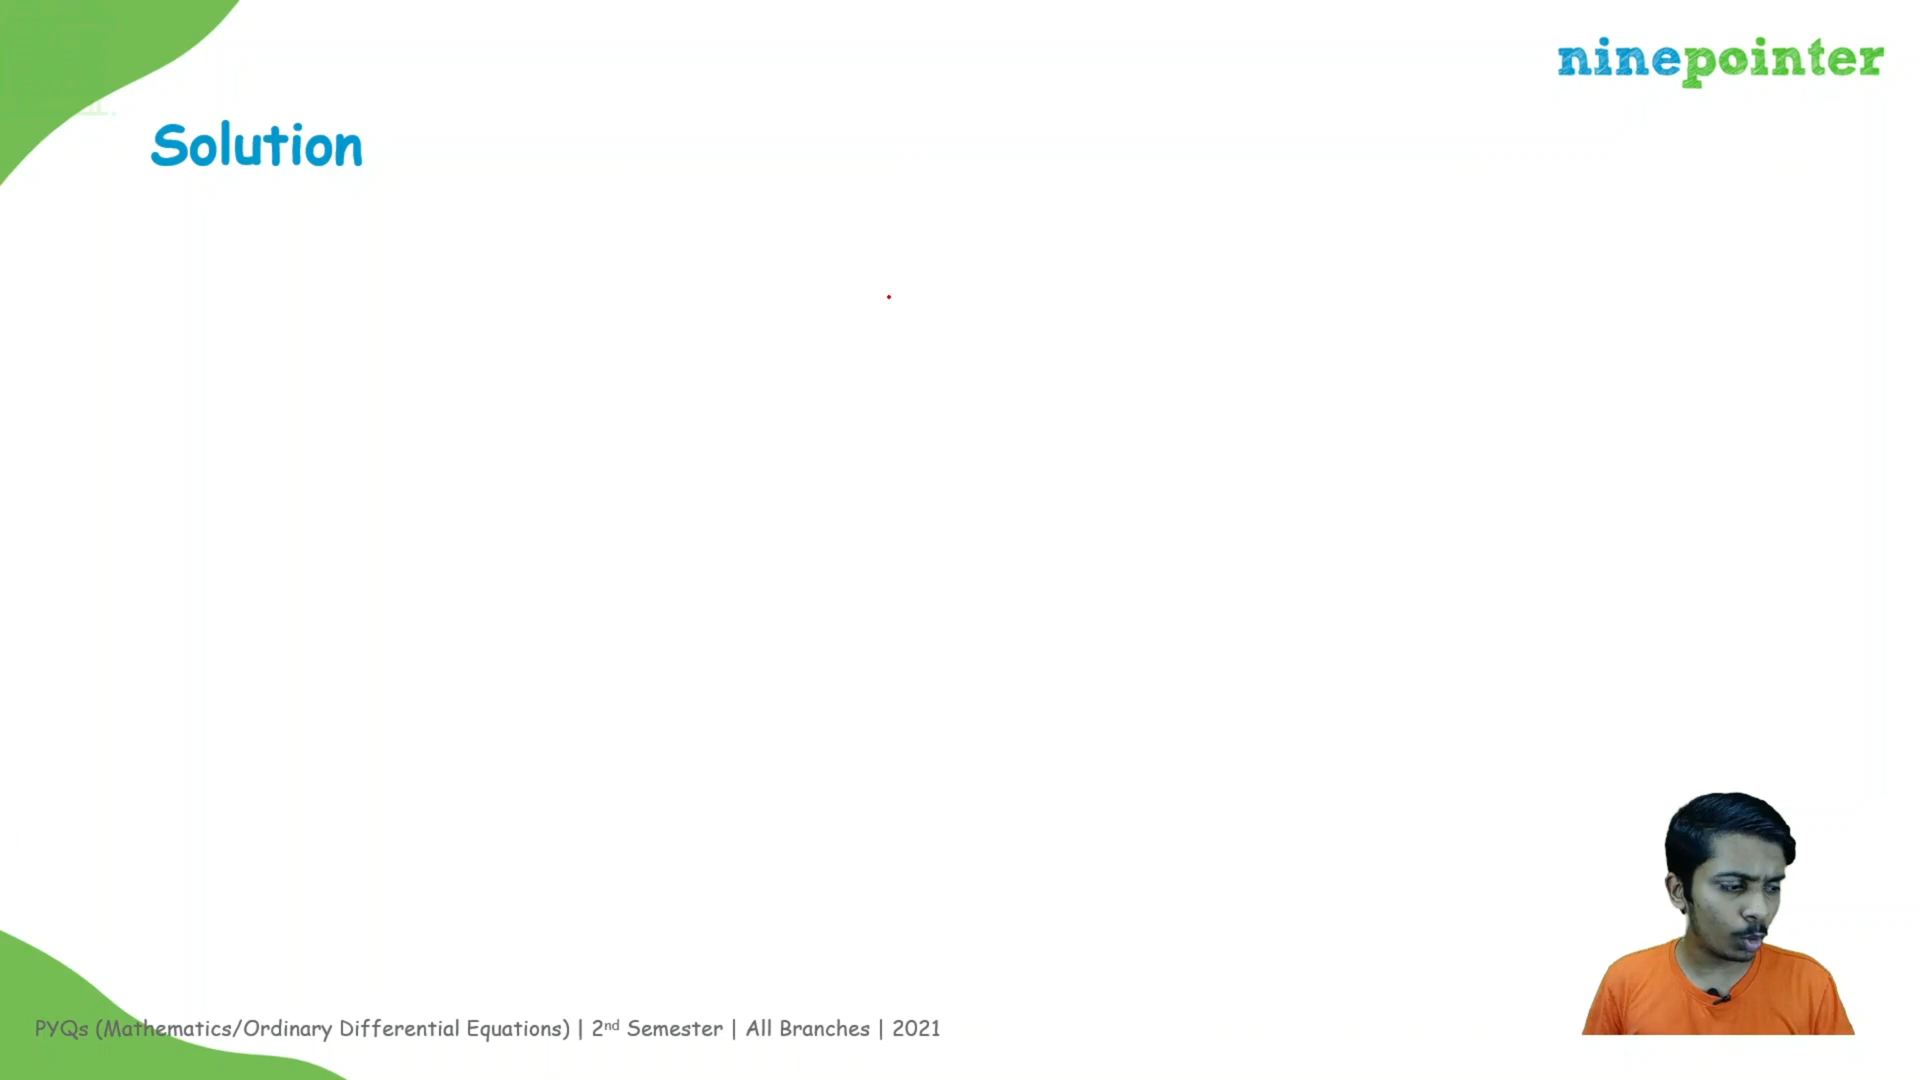 ninepointer
Solution
PYQs (Mathematics/Ordinary Differential Equations) | 2nd Semester | All Branches | 2021